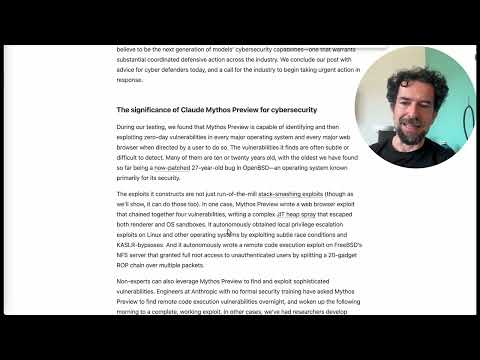 believe to be the next generation of models' cybersecurity capabilities—one that warrants
substantial coordinated defensive action across the industry. We conclude our post with
advice for cyber defenders today, and a call for the industry to begin taking urgent action in
response.
The significance of Claude Mythos Preview for cybersecurity
During our testing, we found that Mythos Preview is capable of identifying and then
exploiting zero-day vulnerabilities in every major operating system and every major web
browser when directed by a user to do so. The vulnerabilities it finds are often subtle or
difficult to detect. Many of them are ten or twenty years old, with the oldest we have found
so far being a now-patched 27-year-old bug in OpenBSD—an operating system known
primarily for its security.
The exploits it constructs are not just run-of-the-mill stack-smashing exploits (though as
we'll show, it can do those too). In one case, Mythos Preview wrote a web browser exploit
that chained together four vulnerabilities, writing a complex JIT heap spray that escaped
both renderer and OS sandboxes. It autonomously obtained local privilege escalation
exploits on Linux and other operating systems by exploiting subtle race conditions and
KASLR-bypasses. And it autonomously wrote a remote code execution exploit on FreeBSD's
NFS server that granted full root access to unauthenticated users by splitting a 20-gadget
ROP chain over multiple packets.
Non-experts can also leverage Mythos Preview to find and exploit sophisticated
vulnerabilities. Engineers at Anthropic with no formal security training have asked Mythos
Preview to find remote code execution vulnerabilities overnight, and woken up the following
morning to a complete, working exploit. In other cases, we've had researchers develop